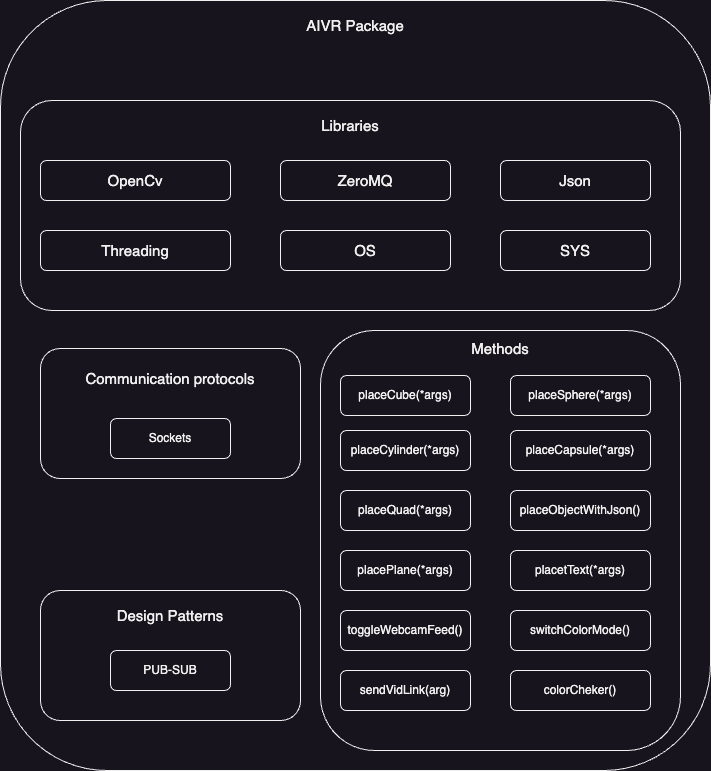 AIVR Package
Libraries
OpenCv
ZeroMQ
Json
Threading
OS
SYS
Communication protocols
Sockets
Design Patterns
PUB-SUB
Methods
placeCube(*args)
placeSphere(*args)
placeCylinder(*args)
placeCapsule(*args)
placeQuad(*args)
placeObjectWithJson()
placePlane(*args)
placetText(*args)
toggleWebcamFeed()
switchColorMode()
sendVidLink(arg)
colorCheker()